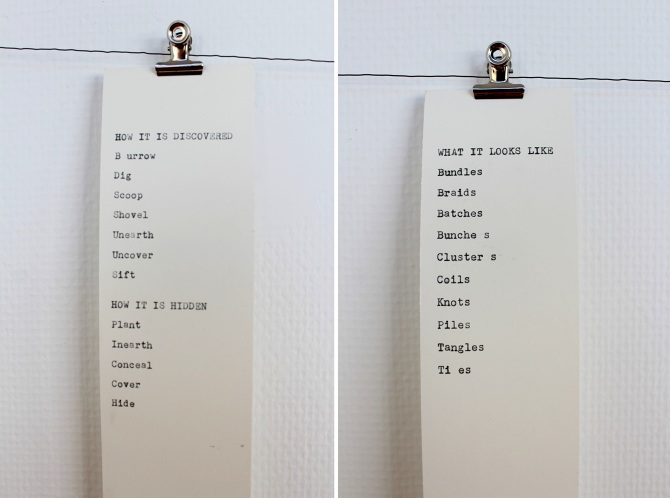 HOW IT IS DISCOVERED
B urrow
Dig
Scoop
Shovel
Unearth
Uncover
Sift
HOW IT IS HIDDEN
Plant
Inearth
Conceal
Cover
Hide
WHAT IT LOOKS LIKE
Bundles
Braids
Batches
Bunche s
Cluster s
Coils
Knots
Piles
Tangles
Ti es